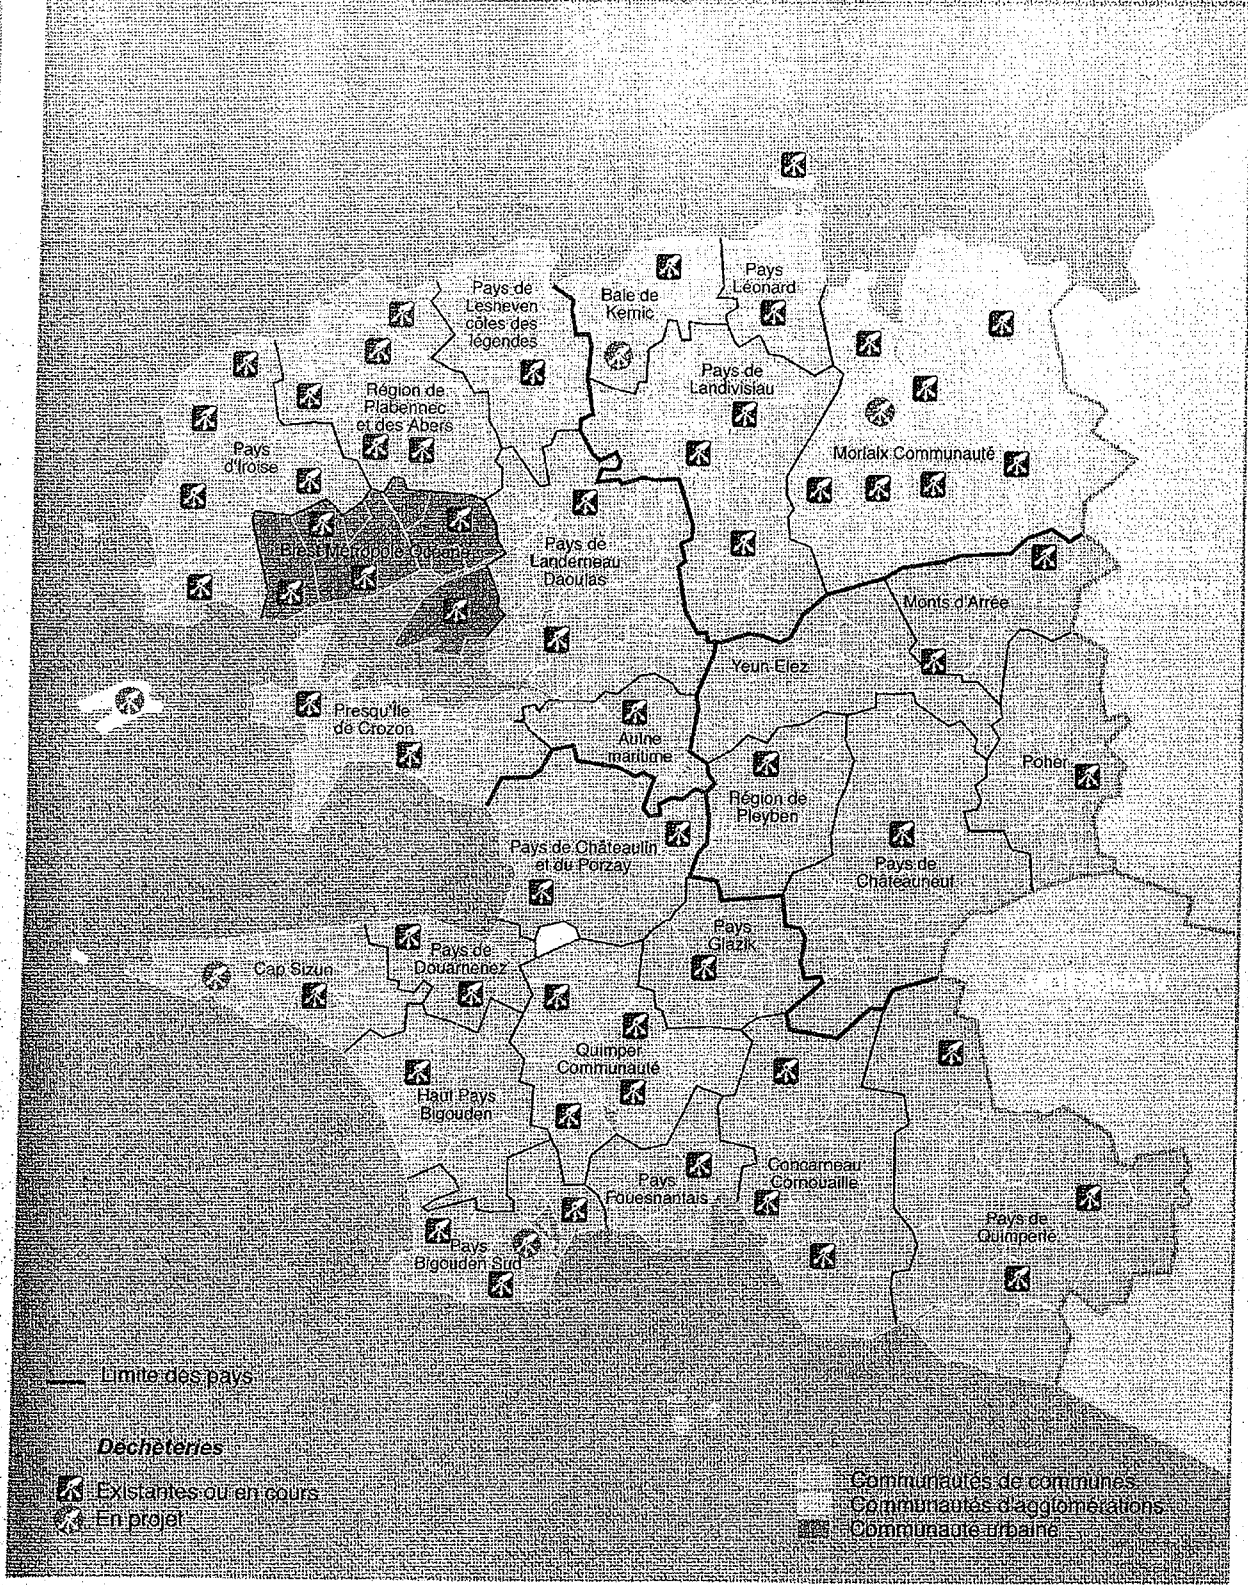 Pays de
Lesneven
côtes des
légendes
Baie de
Kernic
Pays
Léonard
Pays de
Landivisiau
Région de
Plabennec
et des Abers
Pays
d'Iroise
Morlaix Communauté
Brest Métropole Océane
Pays de
Landerneau
Daoulas
Monts d'Arrée
Yeun Elez
Presqu'île
de Crozon
Aulne
maritime
Poher
Région de
Pleyben
Pays de Châteaulin
et du Porzay
Pays de
Châteauneuf
Pays
Glazik
Pays de
Douarnenez
Cap Sizun
Quimper
Communauté
Haut Pays
Bigouden
Concarneau
Cornouaille
Pays
Fouesnantais
Pays de
Quimperlé
Pays
Bigouden Sud
Limite des pays
Déchèteries
Existantes ou en cours
En projet
Communautés de communes
Communautés d'agglomérations
Communauté urbaine